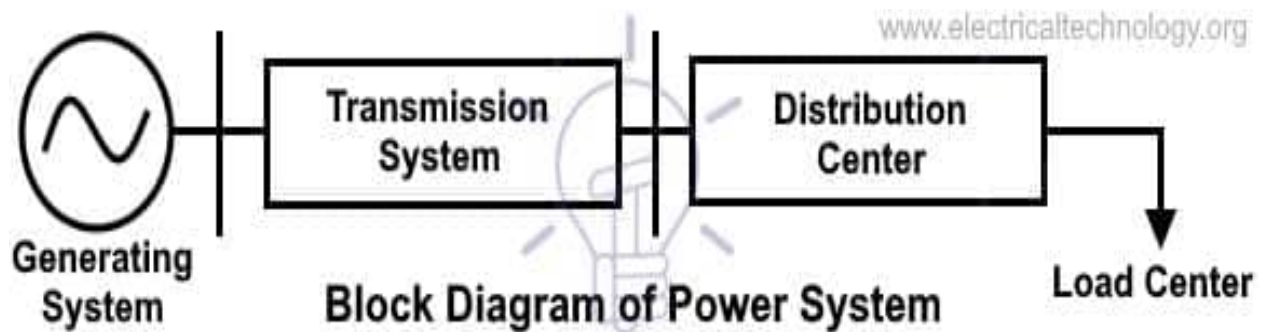 www.electricaltechnology.org
Transmission
System
Distribution
Center
Generating
System
Load Center
Block Diagram of Power System